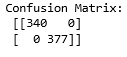 Confusion Matrix:
[[340   0]
[  0 377]]